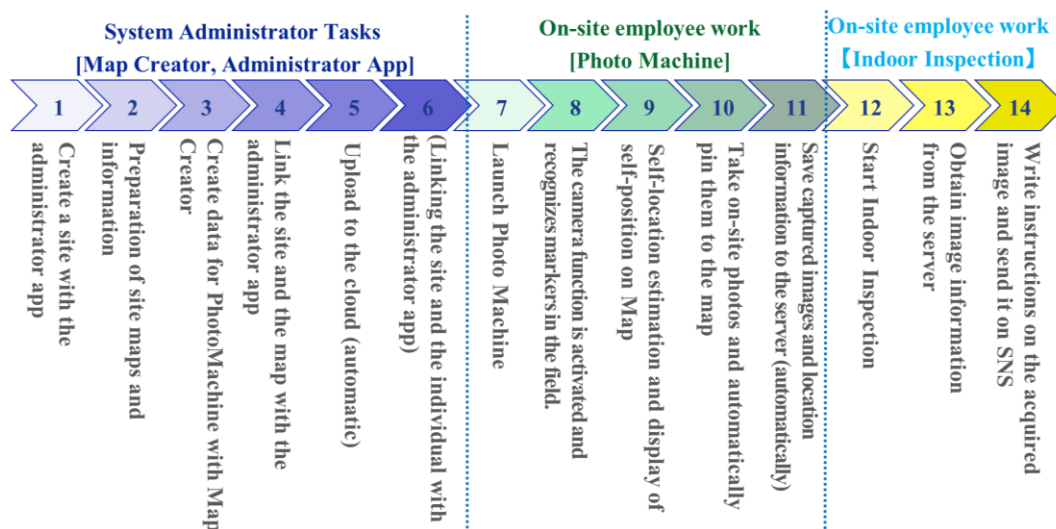 System Administrator Tasks
[Map Creator, Administrator App]
On-site employee work
[Photo Machine]
On-site employee work
【Indoor Inspection】
1
2
3
4
5
6
7
8
9
10
11
12
13
14
Create a site with the
administrator app
Preparation of site maps and
information
Create data for PhotoMachine with Map
Creator
Link the site and the map with the
administrator app
Upload to the cloud (automatic)
(Linking the site and the individual with
the administrator app)
Launch Photo Machine
The camera function is activated and
recognizes markers in the field.
Self-location estimation and display of
self-position on Map
Take on-site photos and automatically
pin them to the map
Save captured images and location
information to the server (automatically)
Start Indoor Inspection
Obtain image information
from the server
Write instructions on the acquired
image and send it on SNS